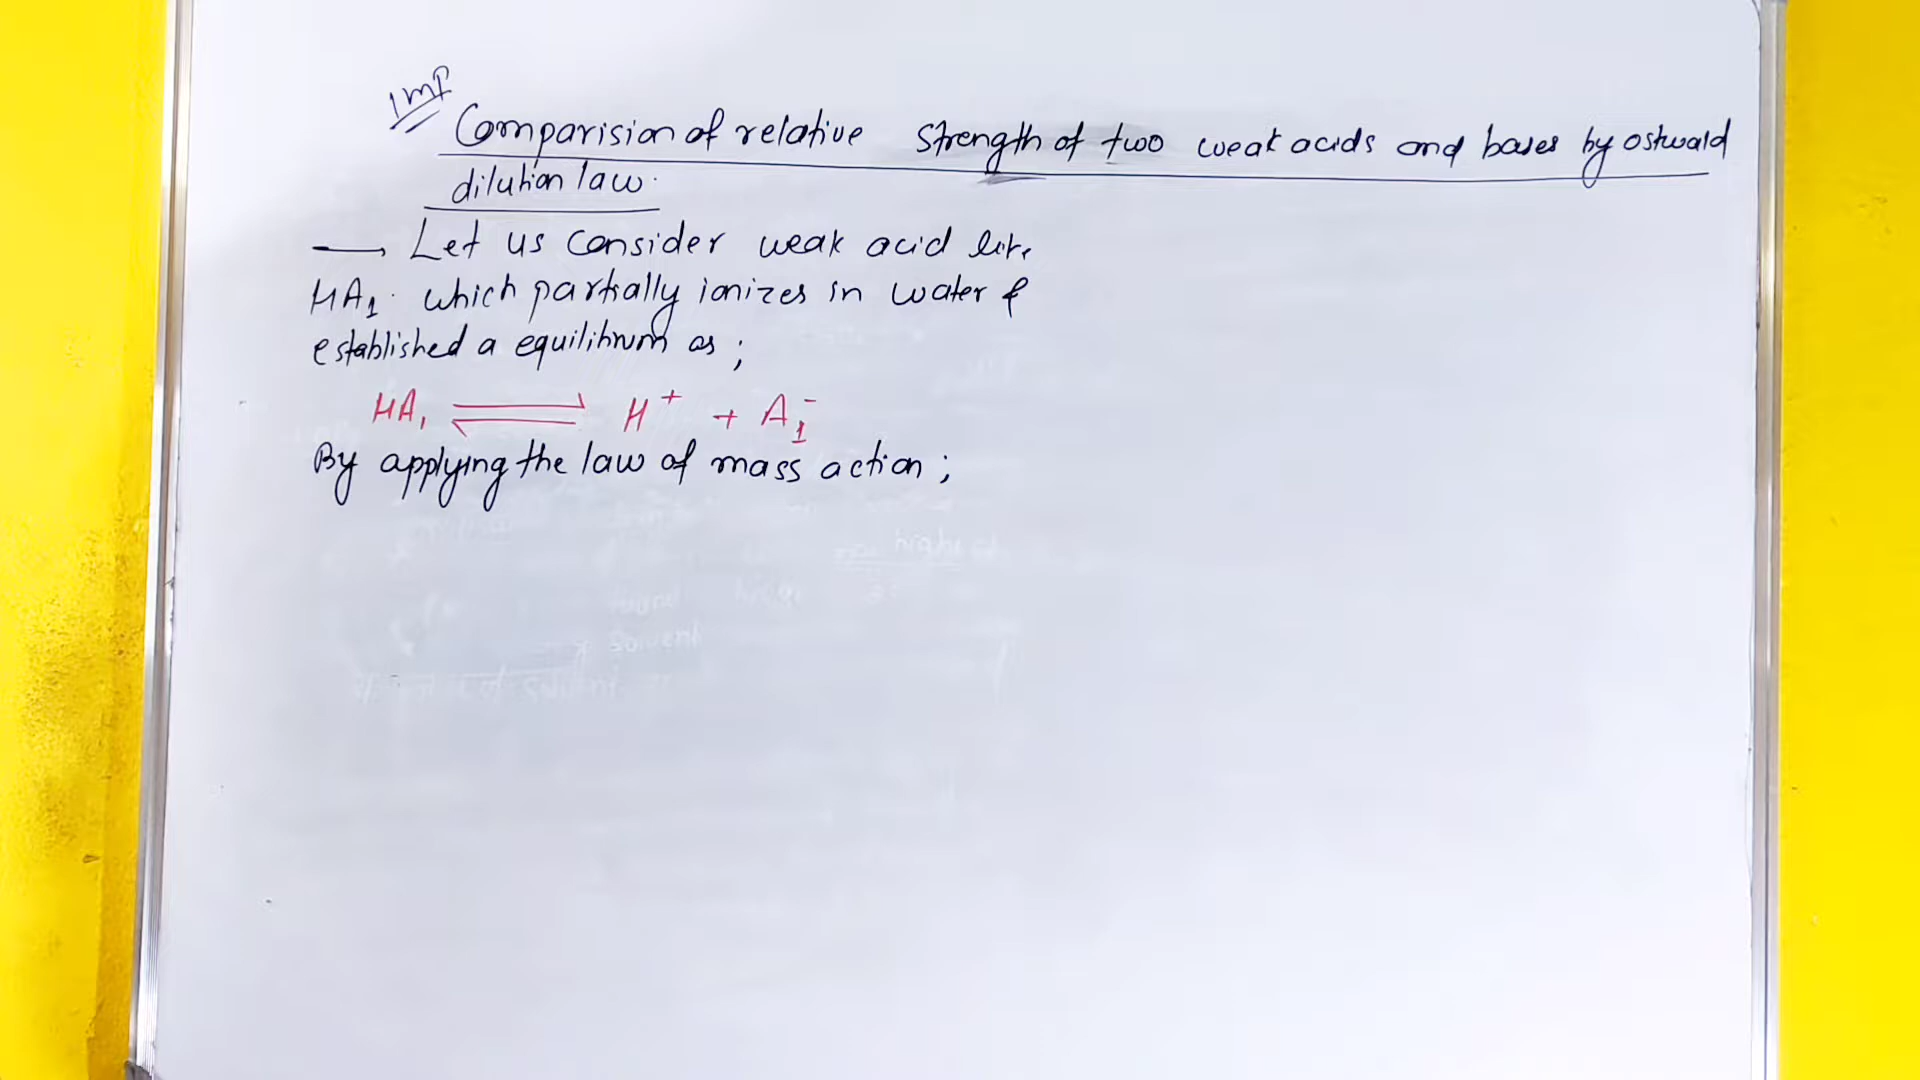 Imp
Comparision of relative Strength of two weak acids and bases by ostwald
dilution law.
Let us consider weak acid like
HA₁. which partially ionizes in water &
established a equilibrium as ;
HA₁ ⇌ H⁺ + A₁⁻
By applying the law of mass action ;